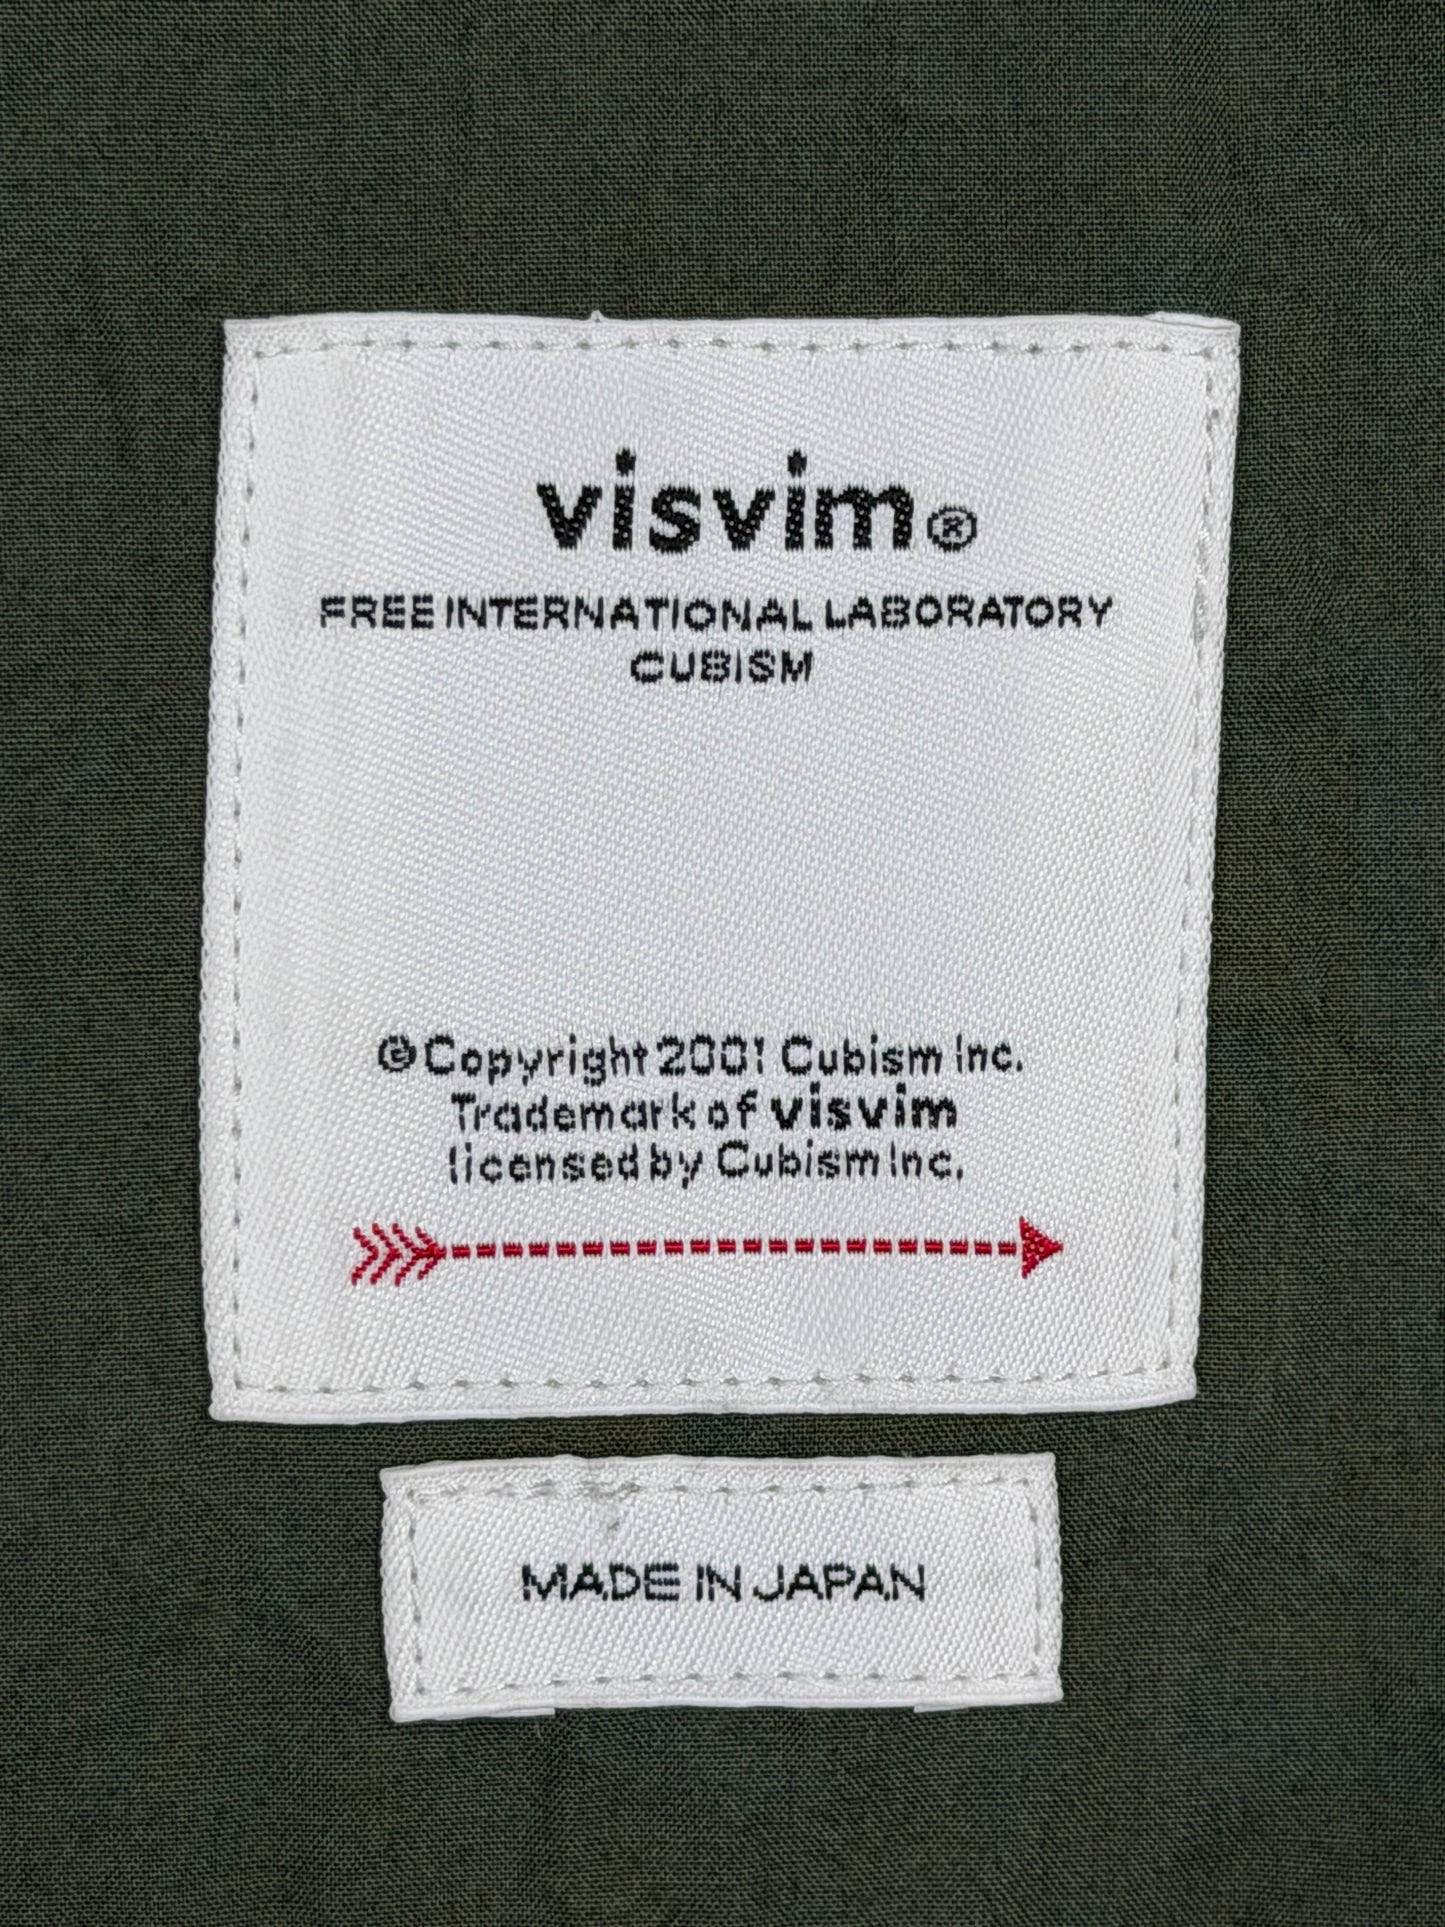 visvim®
FREE INTERNATIONAL LABORATORY
CUBISM
©Copyright 2001 Cubism Inc.
Trademark of visvim
licensed by Cubism Inc.
MADE IN JAPAN